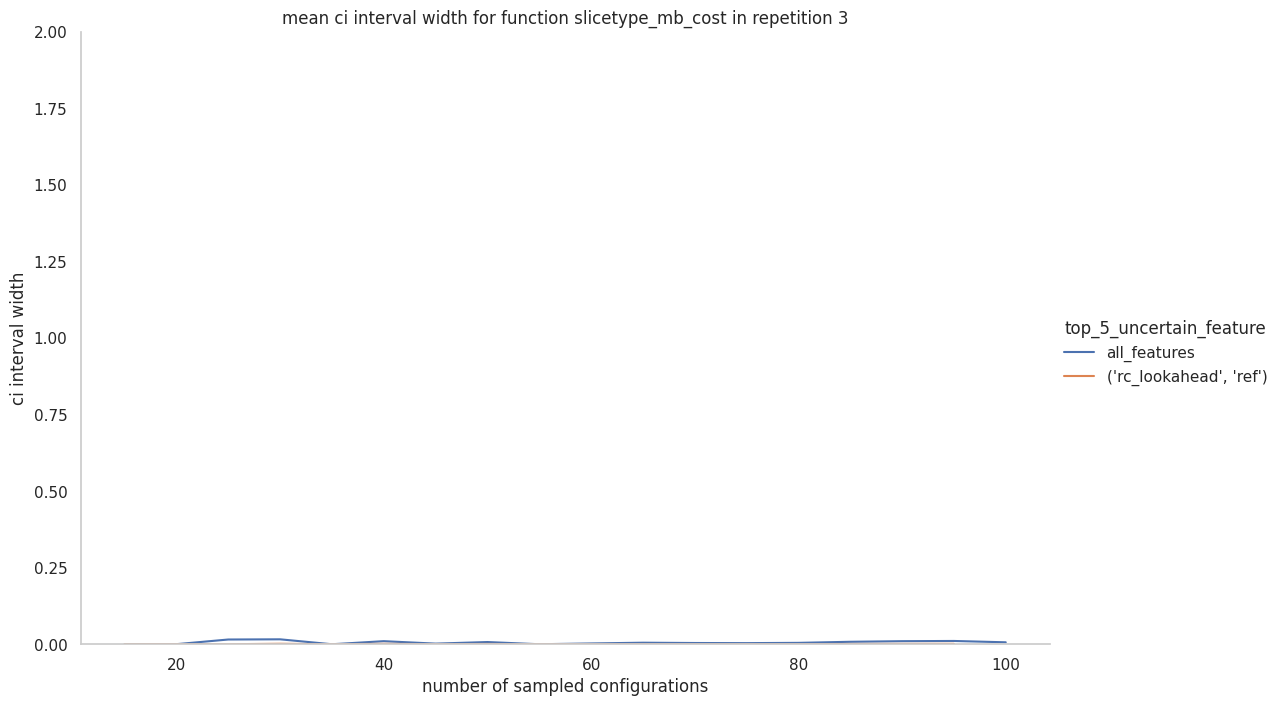 mean ci interval width for function slicetype_mb_cost in repetition 3
2.00
1.75
1.50
1.25
1.00
0.75
0.50
0.25
0.00
ci interval width
20
40
60
80
100
number of sampled configurations
top_5_uncertain_feature
all_features
('rc_lookahead', 'ref')